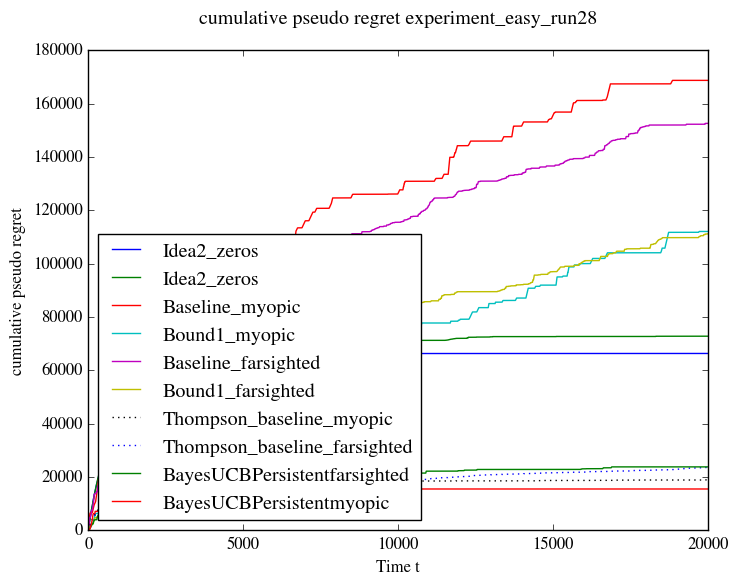 cumulative pseudo regret experiment_easy_run28
180000
160000
140000
120000
100000
80000
60000
40000
20000
0
cumulative pseudo regret
Idea2_zeros
Idea2_zeros
Baseline_myopic
Bound1_myopic
Baseline_farsighted
Bound1_farsighted
Thompson_baseline_myopic
Thompson_baseline_farsighted
BayesUCBPersistentfarsighted
BayesUCBPersistentmyopic
0 5000 10000 15000 20000
Time t